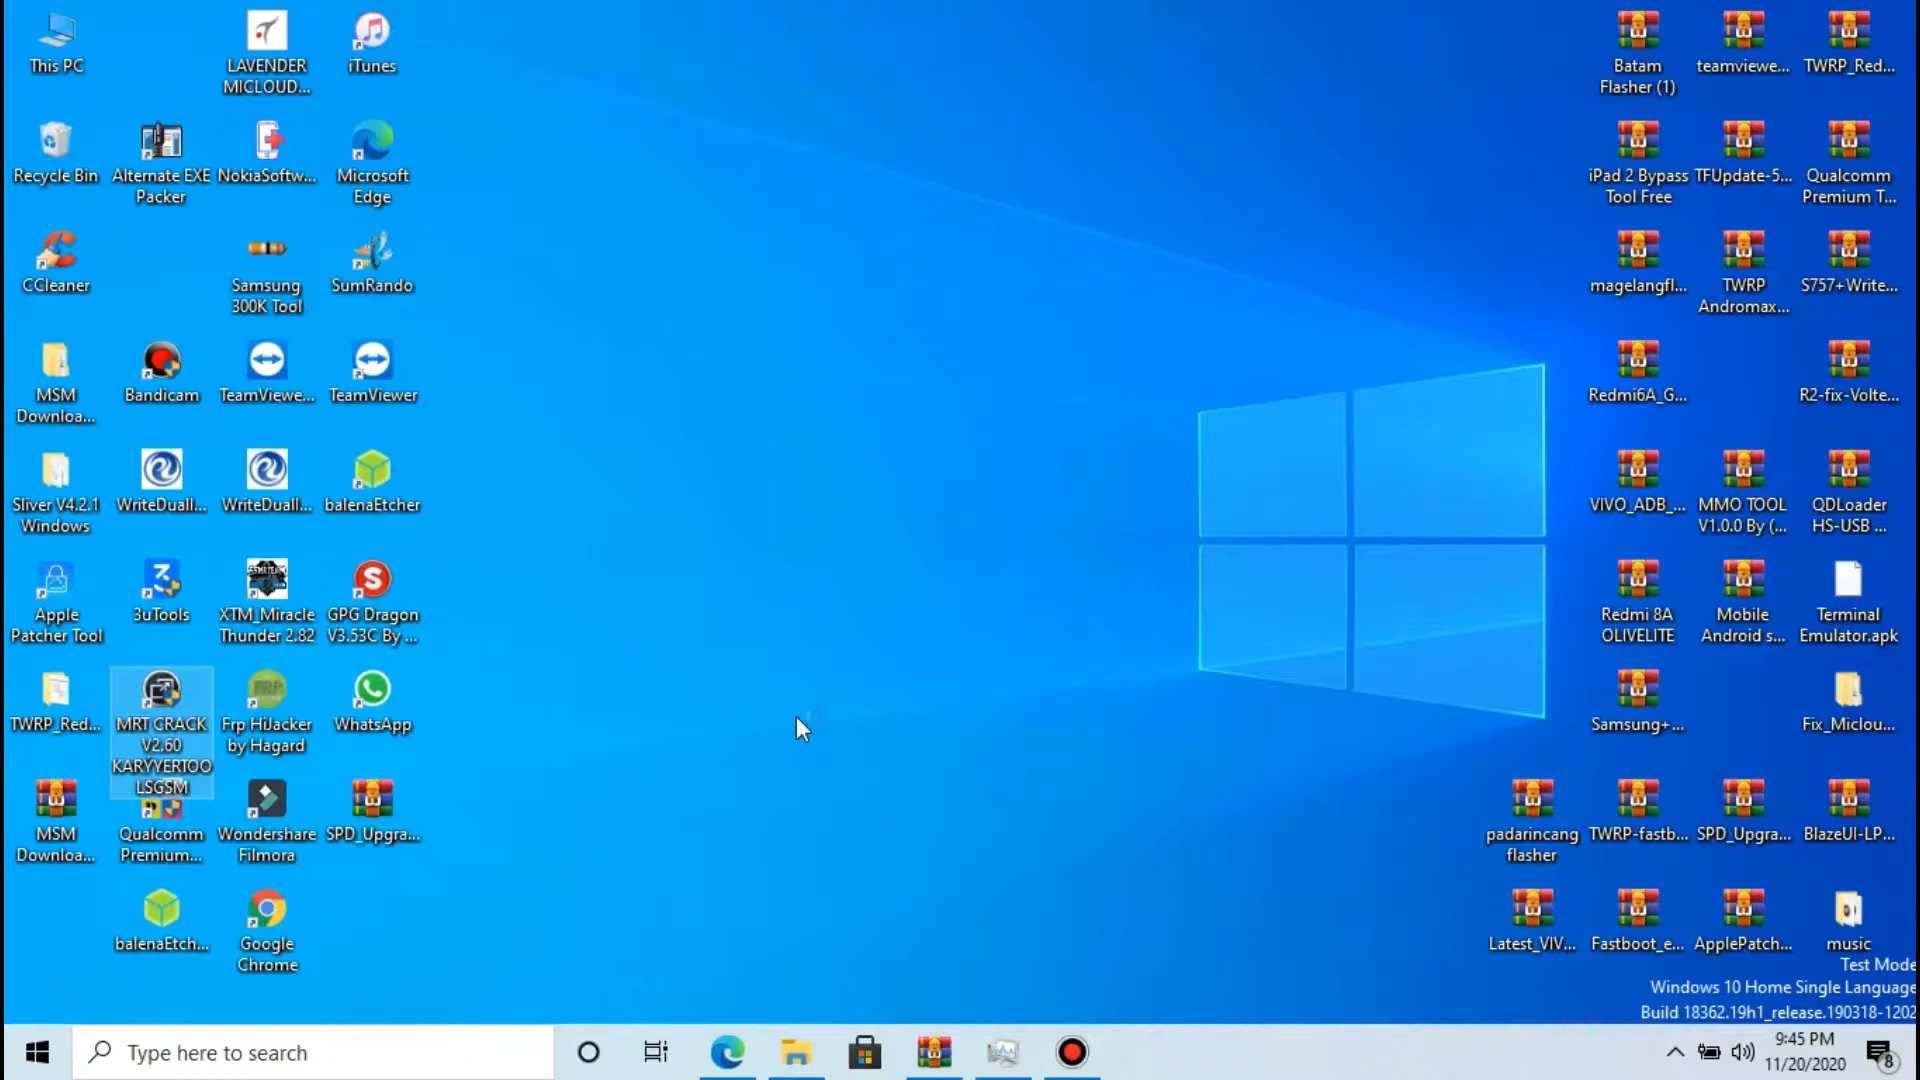 This PC
LAVENDER
MICLOUD...
iTunes
Recycle Bin
Alternate EXE
Packer
NokiaSoftw...
Microsoft
Edge
CCleaner
Samsung
300K Tool
SumRando
MSM
Downloa...
Bandicam
TeamViewe...
TeamViewer
Sliver V4.2.1
Windows
WriteDuall...
WriteDuall...
balenaEtcher
Apple
Patcher Tool
3uTools
XTM_Miracle
Thunder 2.82
GPG Dragon
V3.53C By ...
TWRP_Red...
MRT CRACK
V2.60
KARYYERTOO
LSGSM
Frp HiJacker
by Hagard
WhatsApp
MSM
Downloa...
Qualcomm
Premium...
Wondershare
Filmora
SPD_Upgra...
balenaEtch...
Google
Chrome
Batam
Flasher (1)
teamviewe...
TWRP_Red...
iPad 2 Bypass
Tool Free
TFUpdate-5...
Qualcomm
Premium T...
magelangfl...
TWRP
Andromax...
S757+Write...
Redmi6A_G...
R2-fix-Volte...
VIVO_ADB_...
MMO TOOL
V1.0.0 By (...
QDLoader
HS-USB ...
Redmi 8A
OLIVELITE
Mobile
Android s...
Terminal
Emulator.apk
Samsung+...
Fix_Miclou...
padarincang
flasher
TWRP-fastb...
SPD_Upgra...
BlazeUI-LP...
Latest_VIV...
Fastboot_e...
ApplePatch...
music
Test Mode
Windows 10 Home Single Language
Build 18362.19h1_release.190318-1202
Type here to search
9:45 PM
11/20/2020
8